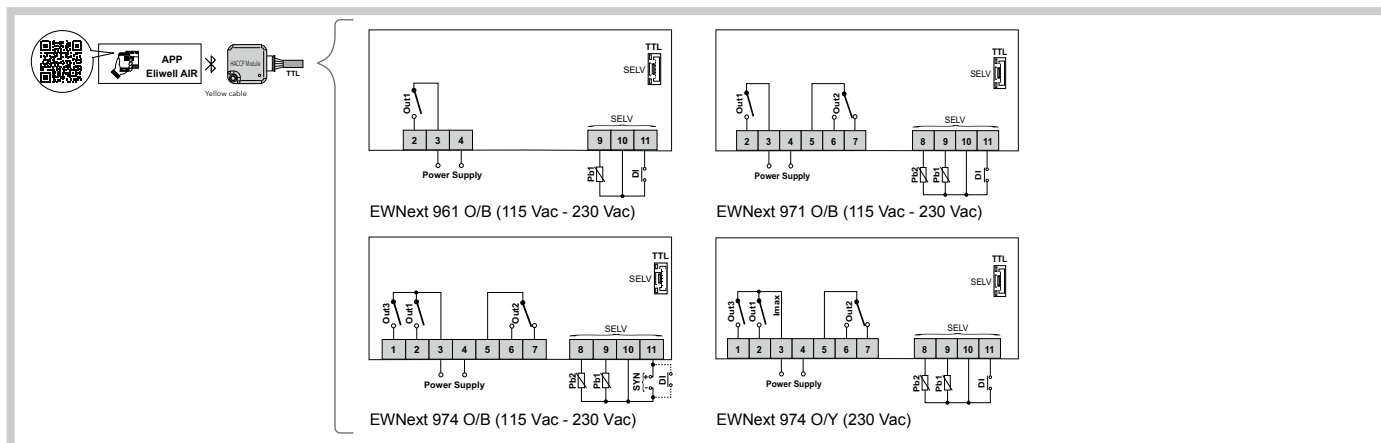 APP
Eliwell AIR
HACCP Module
TTL
Yellow cable
TTL
SELV
Out1
SELV
2 3 4 9 10 11
Power Supply
Pb1
DI
EWNext 961 O/B (115 Vac - 230 Vac)
TTL
SELV
Out1
Out2
SELV
2 3 4 5 6 7 8 9 10 11
Power Supply
Pb2
Pb1
DI
EWNext 971 O/B (115 Vac - 230 Vac)
TTL
SELV
Out3
Out1
Out2
SELV
1 2 3 4 5 6 7 8 9 10 11
Power Supply
Pb2
Pb1
SYN
+
-
DI
EWNext 974 O/B (115 Vac - 230 Vac)
TTL
SELV
Out3
Out1
Imax
Out2
SELV
1 2 3 4 5 6 7 8 9 10 11
Power Supply
Pb2
Pb1
DI
EWNext 974 O/Y (230 Vac)